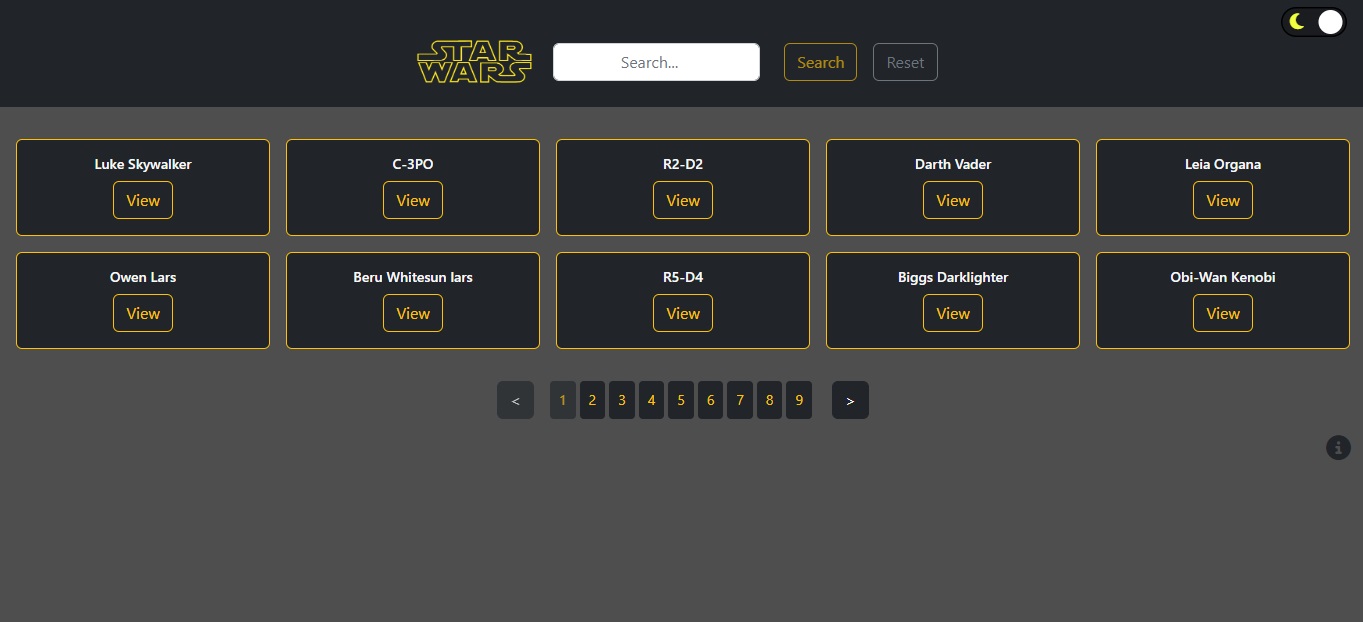 STAR
WARS
Search...
Search
Reset
Luke Skywalker
C-3PO
R2-D2
Darth Vader
Leia Organa
View
View
View
View
View
Owen Lars
Beru Whitesun lars
R5-D4
Biggs Darklighter
Obi-Wan Kenobi
View
View
View
View
View
< 1 2 3 4 5 6 7 8 9 >
i